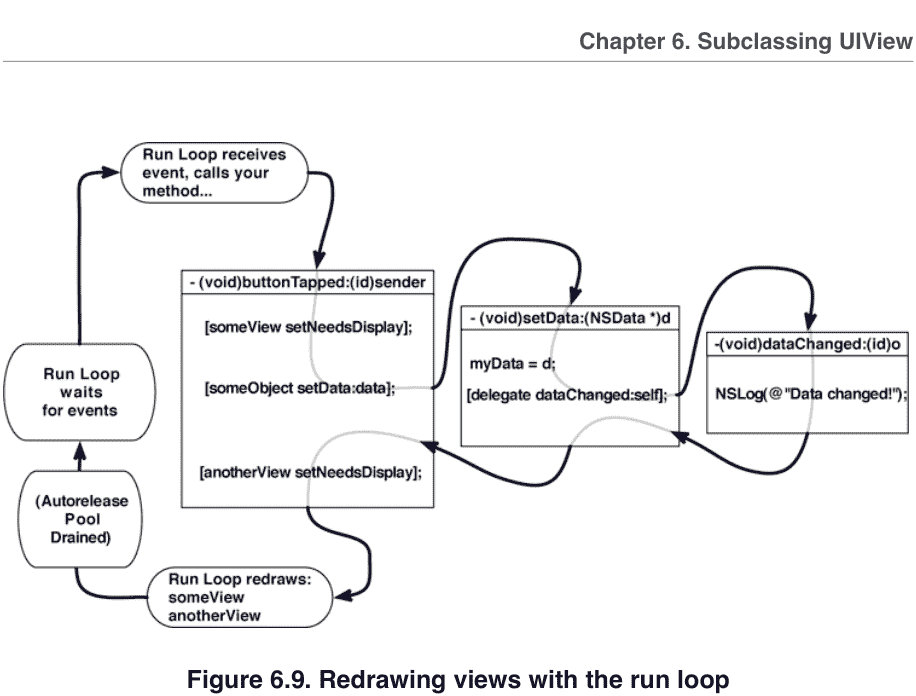 Chapter 6. Subclassing UIView
Run Loop receives
event, calls your
method...
- (void)buttonTapped:(id)sender
[someView setNeedsDisplay];
[someObject setData:data];
[anotherView setNeedsDisplay];
- (void)setData:(NSData *)d
myData = d;
[delegate dataChanged:self];
-(void)dataChanged:(id)o
NSLog(@"Data changed!");
Run Loop
waits
for events
(Autorelease
Pool
Drained)
Run Loop redraws:
someView
anotherView
Figure 6.9. Redrawing views with the run loop